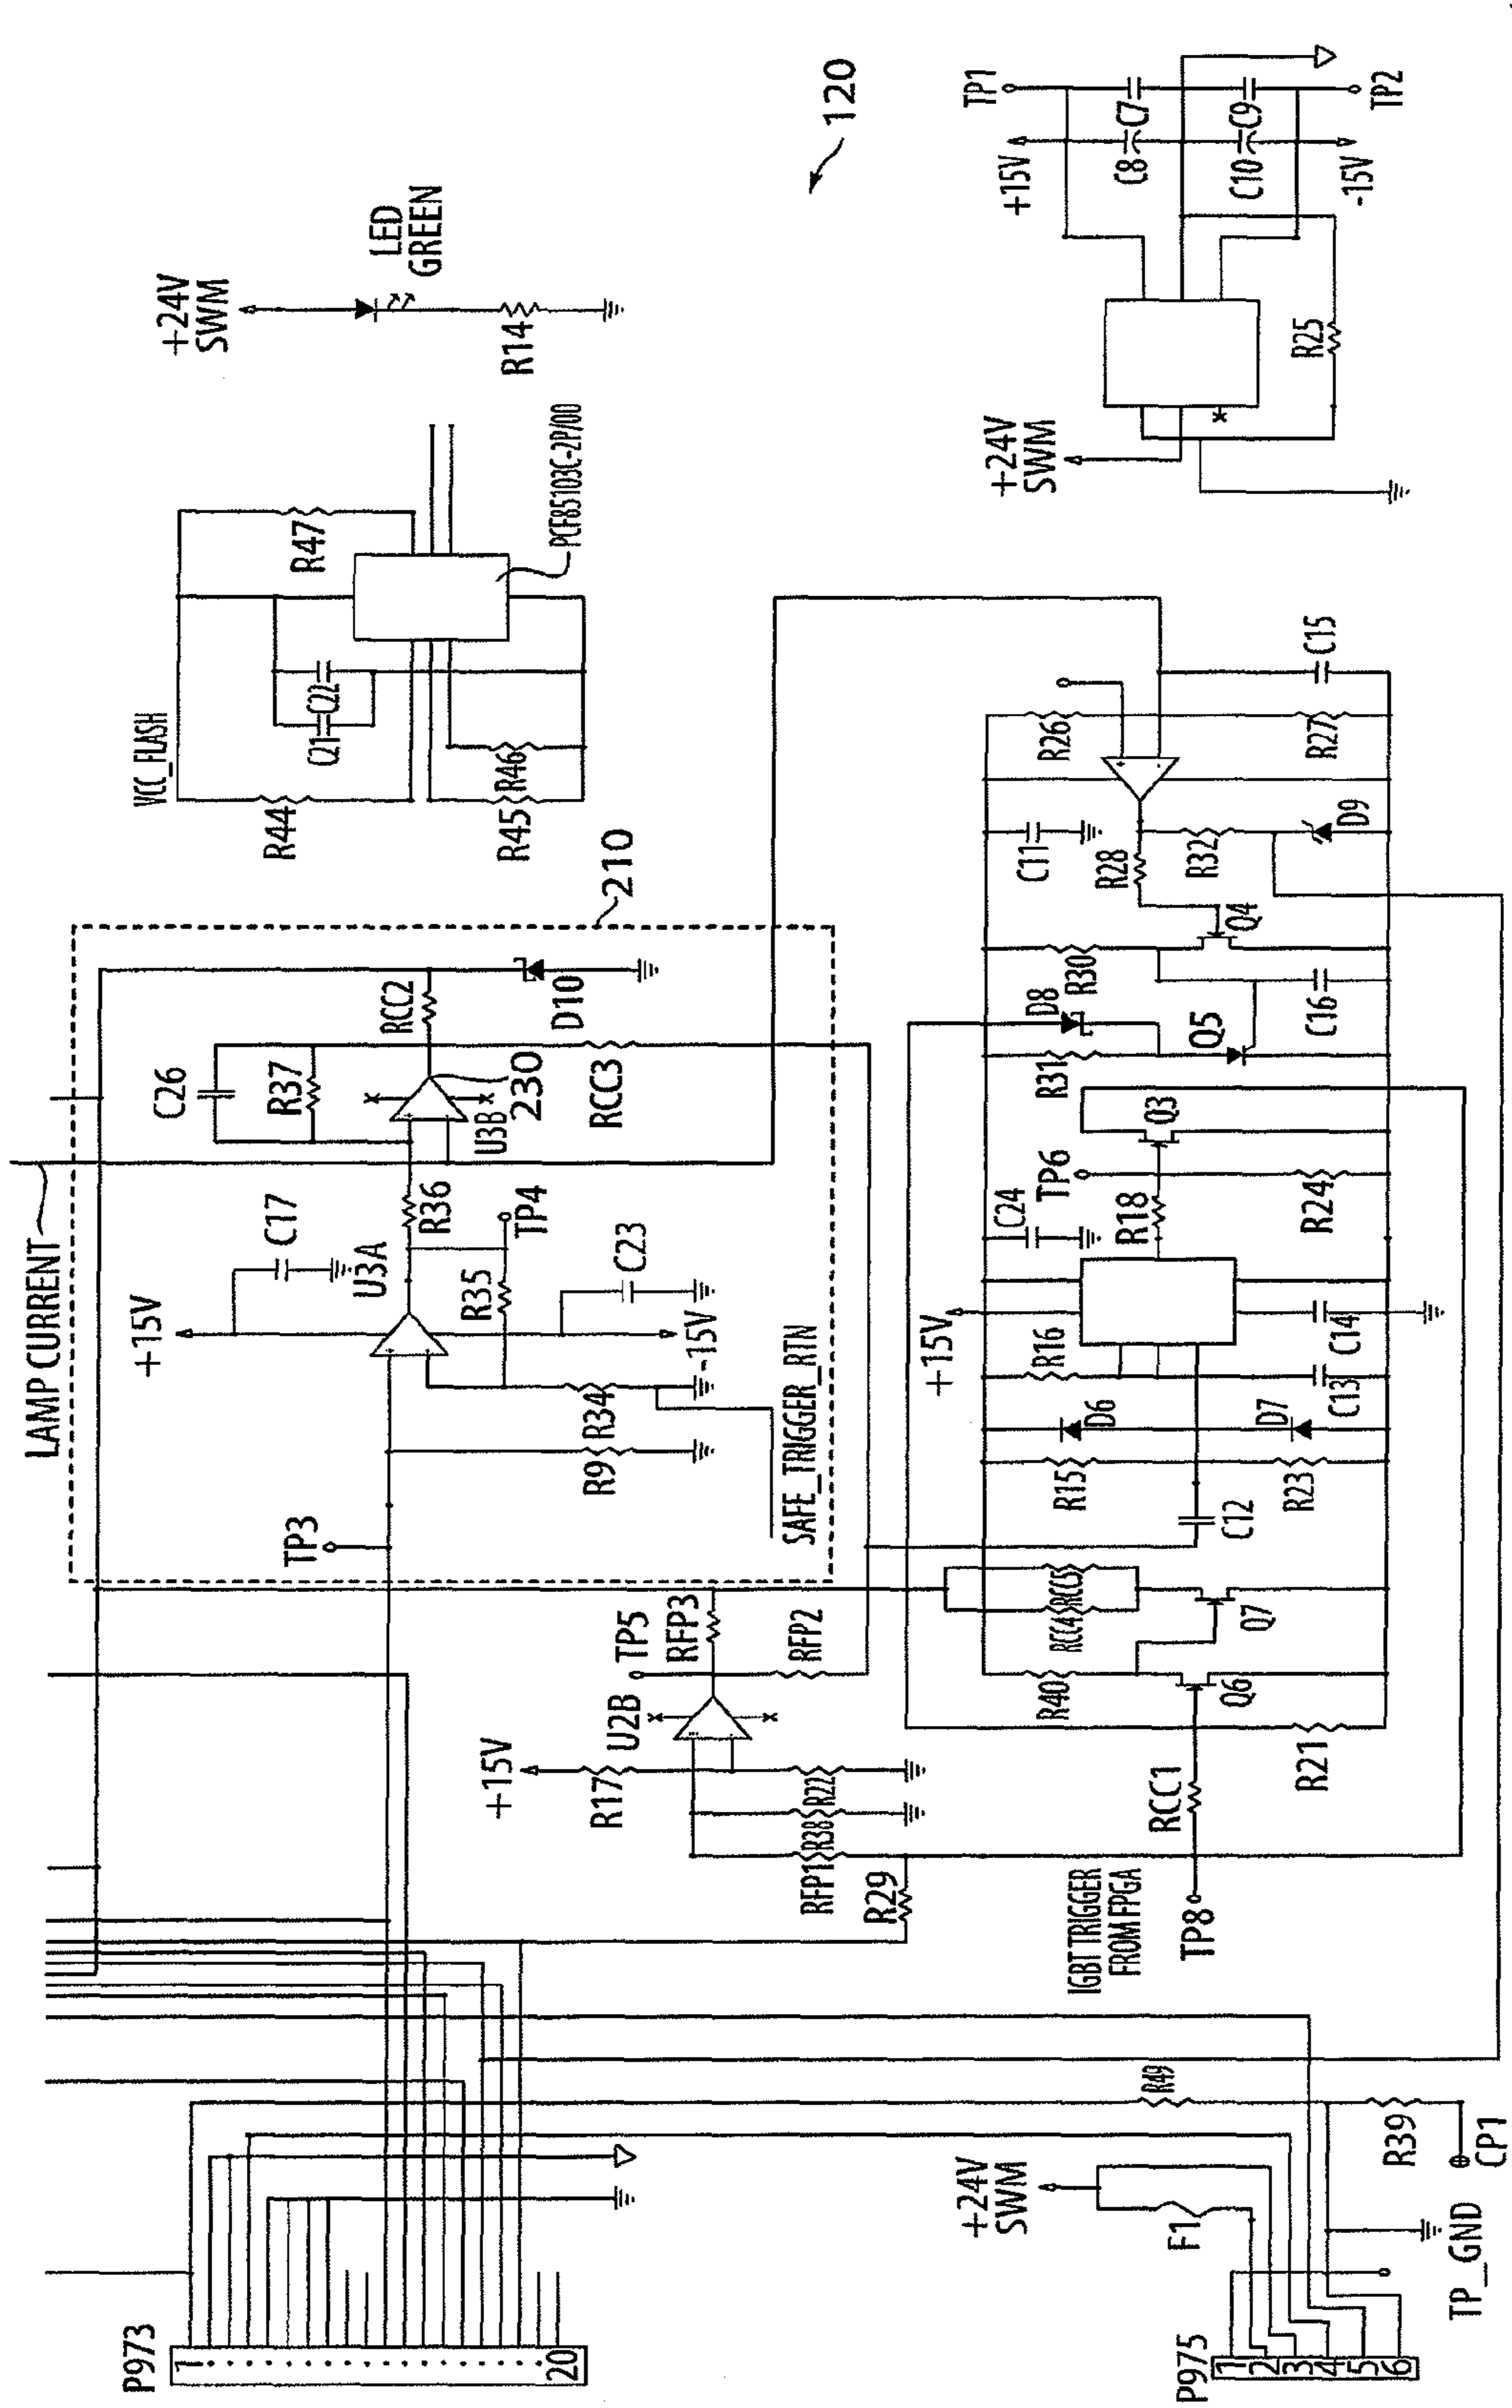 120
TP1
+15V
C8
C7
C10
C9
-15V
TP2
+24V
SWM
R25
+24V
SWM
LED
GREEN
R14
VCC_FLASH
R47
PCF85103C-2P/00
C21
C22
R44
R45
R46
210
LAMP CURRENT
C26
R37
RCC2
D10
230
U3B
RCC3
C17
+15V
U3A
R36
TP4
R35
C23
-15V
R34
R9
SAFE_TRIGGER_RTN
TP3
TP5
RFP3
U2B
RFP2
+15V
R17
R22
R38
RFP1
R29
R26
R27
C15
C11
R28
R32
D9
Q4
R30
D8
C16
Q5
R31
Q3
TP6
C24
R18
R24
+15V
R16
C14
C13
D6
D7
R15
R23
C12
RCC4
RCC5
Q7
R40
Q6
R21
RCC1
IGBT TRIGGER
FROM FPGA
TP8
P973
1
20
R49
R39
CP1
+24V
SWM
F1
TP_GND
P975
1
2
3
4
5
6